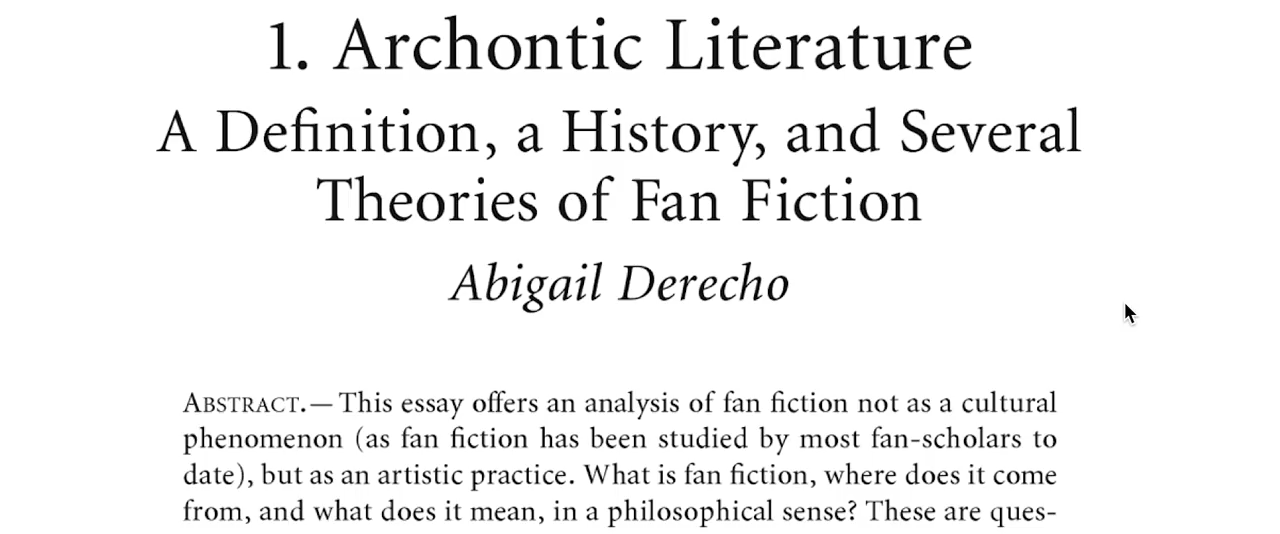 1. Archontic Literature
A Definition, a History, and Several
Theories of Fan Fiction
Abigail Derecho
ABSTRACT.—This essay offers an analysis of fan fiction not as a cultural
phenomenon (as fan fiction has been studied by most fan-scholars to
date), but as an artistic practice. What is fan fiction, where does it come
from, and what does it mean, in a philosophical sense? These are ques-